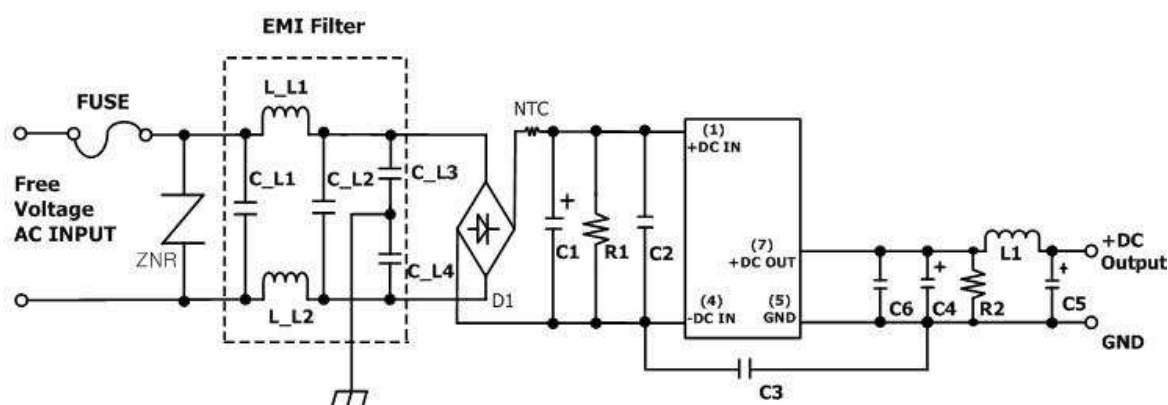 EMI Filter
L_L1
FUSE
NTC
(1)
+DC IN
C_L1
C_L2
C_L3
Free
Voltage
AC INPUT
+
C1
R1
C2
(7)
+DC OUT
L1
+DC
Output
ZNR
C_L4
+
+
(4)
-DC IN
(5)
GND
D1
C6
C4
R2
C5
L_L2
GND
C3